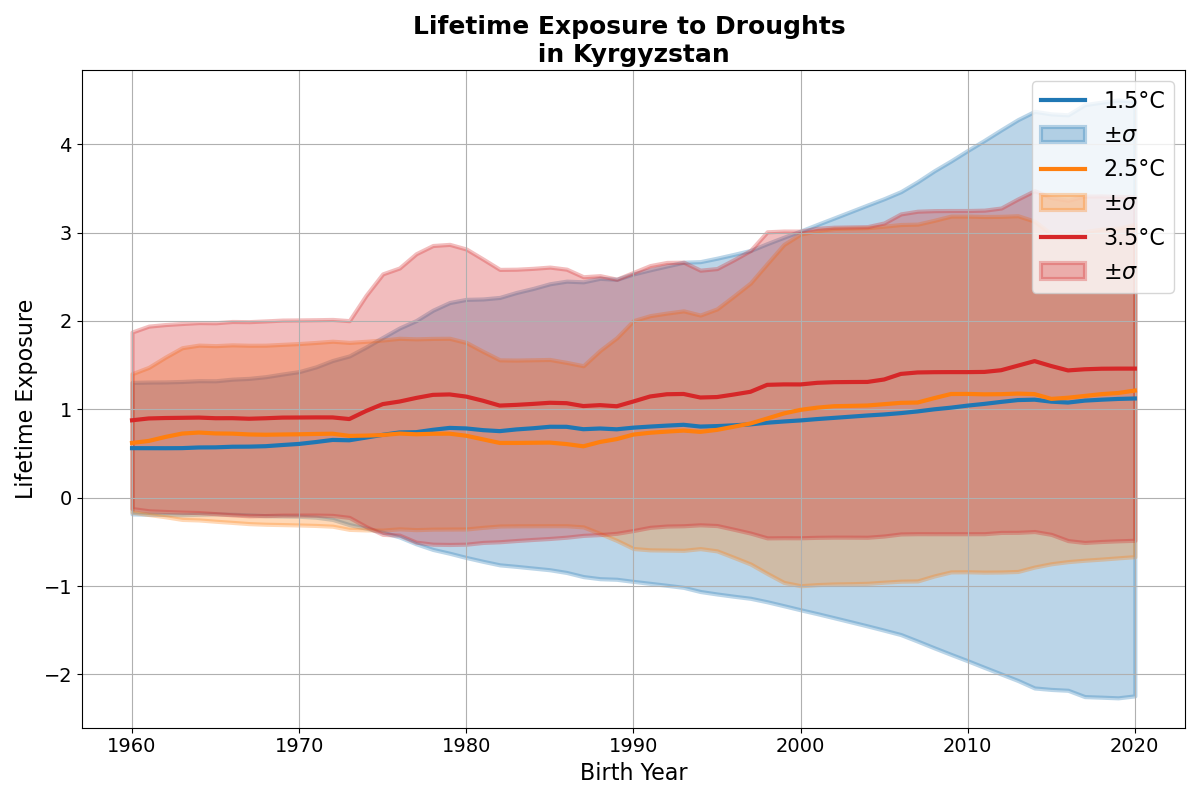 Lifetime Exposure to Droughts
in Kyrgyzstan
1.5°C
±σ
2.5°C
±σ
3.5°C
±σ
Lifetime Exposure
4
3
2
1
0
−1
−2
1960 1970 1980 1990 2000 2010 2020
Birth Year